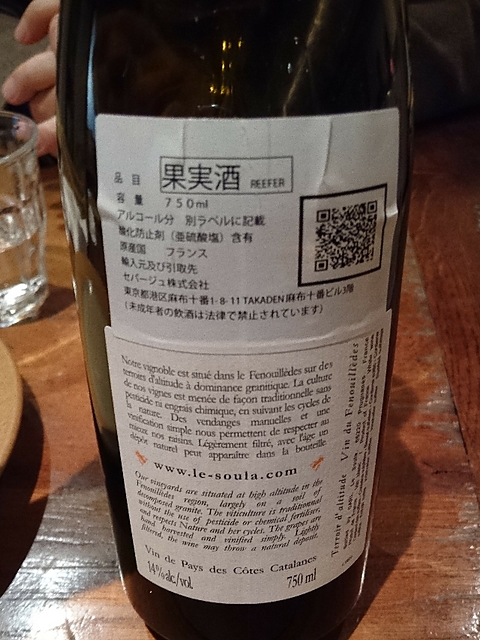 品目 果実酒 REEFER
容量 750ml
アルコール分 別ラベルに記載
酸化防止剤(亜硫酸塩)含有
原産国 フランス
輸入元及び引取先
セパージュ株式会社
東京都港区麻布十番1-8-11 TAKADEN麻布十番ビル3階
(未成年者の飲酒は法律で禁止されています)
Notre vignoble est situé dans le Fenouillèdes sur des
terroirs d'altitude à dominance granitique. La culture
de nos vignes est menée de façon traditionnelle sans
pesticide ni engrais chimique, en suivant les cycles de
la nature. Des vendanges manuelles et une
vinification simple nous permettent de respecter au
mieux nos raisins. Légèrement filtré, avec l'âge un
dépôt naturel peut apparaître dans la bouteille
www.le-soula.com
Our vineyards are situated at high altitude in the
Fenouillèdes region, largely on a soil of
decomposed granite. The viticulture is traditional
without the use of pesticide or chemical fertiliser,
and respects Nature and her cycles. The grapes are
hand harvested and vinified simply. Lightly
filtered, the wine may throw a natural deposit.
Vin de Pays des Côtes Catalanes
14%alc/vol. 750 ml
Terroir d'altitude Vin du Fenouillèdes